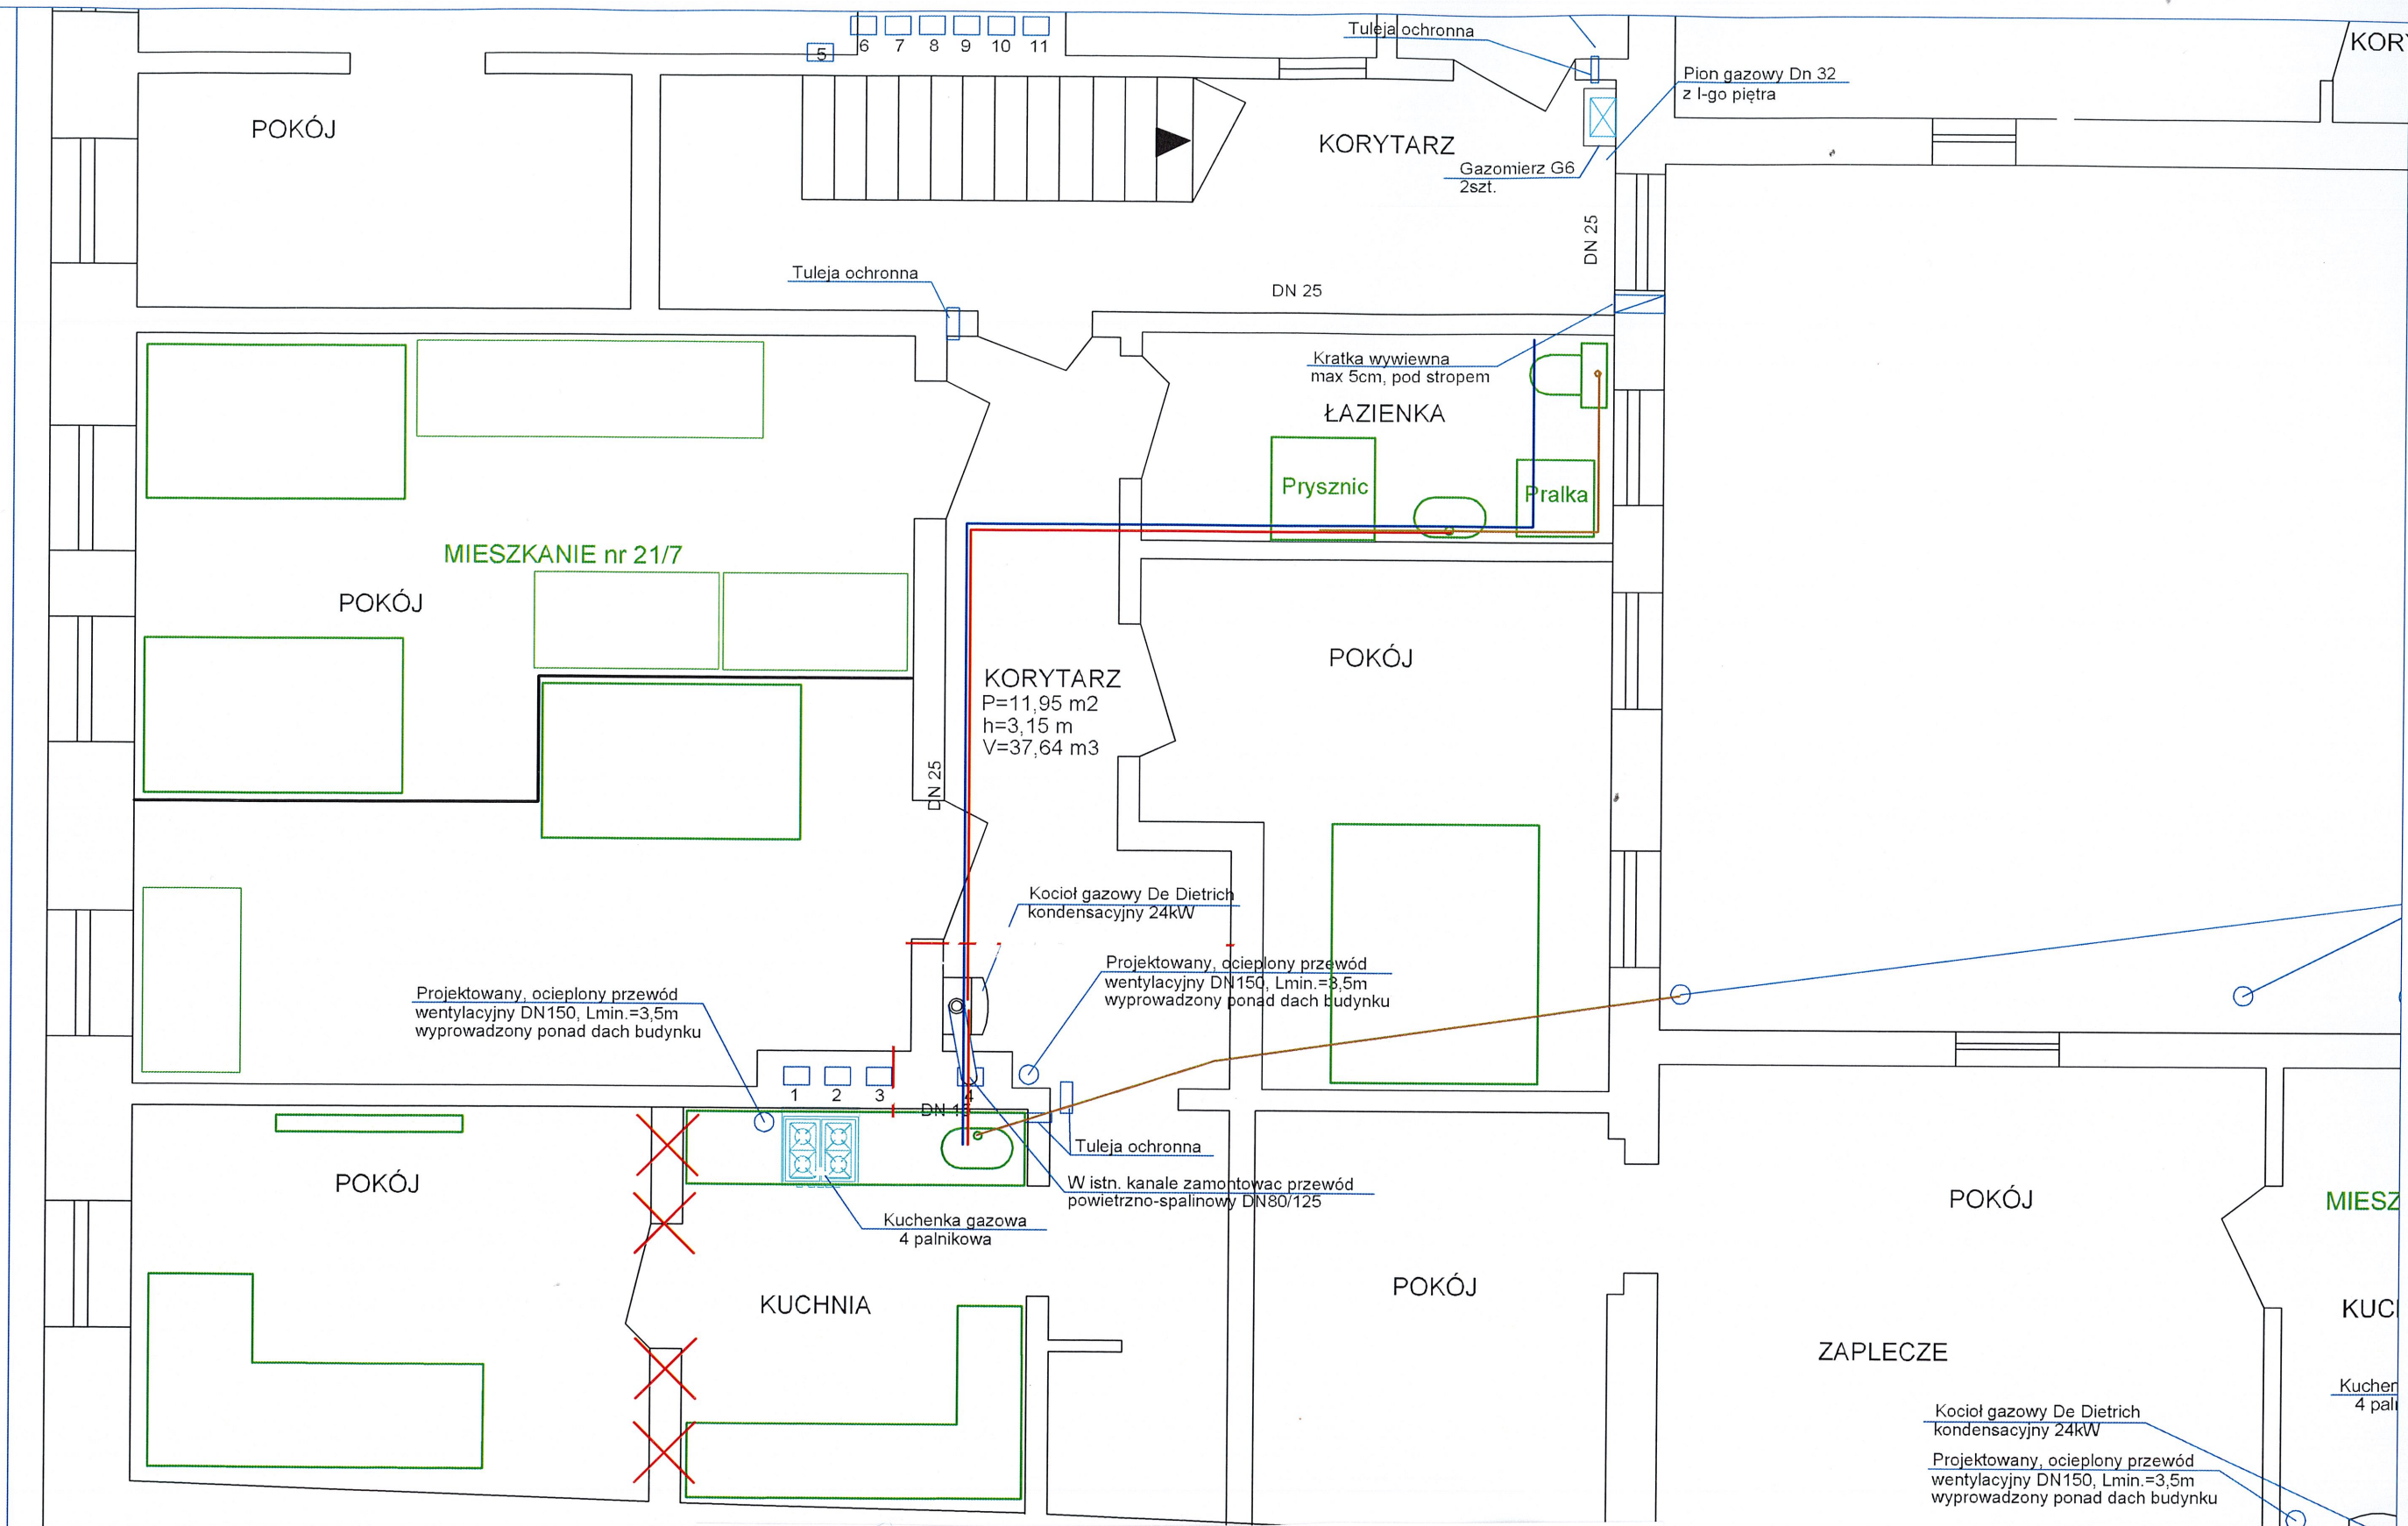 5
6
7
8
9
10
11
Tuleja ochronna
KOR
Pion gazowy Dn 32
z I-go piętra
POKÓJ
KORYTARZ
Gazomierz G6
2szt.
DN 25
Tuleja ochronna
DN 25
Kratka wywiewna
max 5cm, pod stropem
ŁAZIENKA
Prysznic
Pralka
MIESZKANIE nr 21/7
POKÓJ
POKÓJ
KORYTARZ
P=11,95 m2
h=3,15 m
V=37,64 m3
DN 25
Kocioł gazowy De Dietrich
kondensacyjny 24kW
Projektowany, ocieplony przewód
wentylacyjny DN150, Lmin.=3,5m
wyprowadzony ponad dach budynku
Projektowany, ocieplony przewód
wentylacyjny DN150, Lmin.=3,5m
wyprowadzony ponad dach budynku
1
2
3
4
Tuleja ochronna
W istn. kanale zamontowac przewód
powietrzno-spalinowy DN80/125
POKÓJ
Kuchenka gazowa
4 palnikowa
KUCHNIA
POKÓJ
POKÓJ
MIESZ
KUC
ZAPLECZE
Kuchen
4 pal
Kocioł gazowy De Dietrich
kondensacyjny 24kW
Projektowany, ocieplony przewód
wentylacyjny DN150, Lmin.=3,5m
wyprowadzony ponad dach budynku